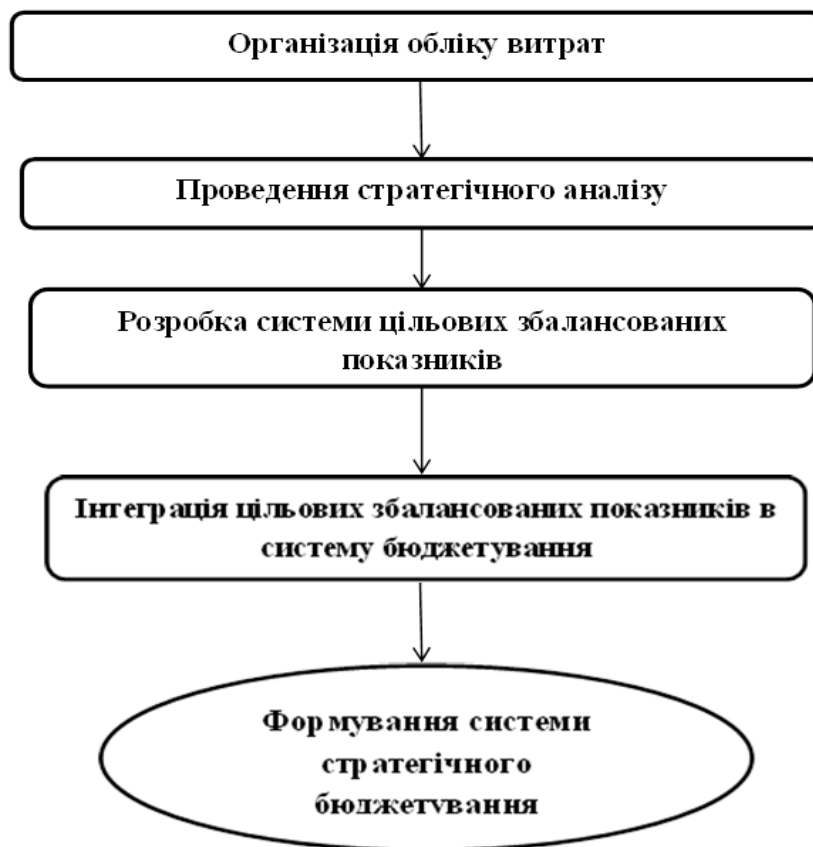 Організація обліку витрат
Проведення стратегічного аналізу
Розробка системи цільових збалансованих
показників
Інтеграція цільових збалансованих показників в
систему бюджетування
Формування системи
стратегічного
бюджетування